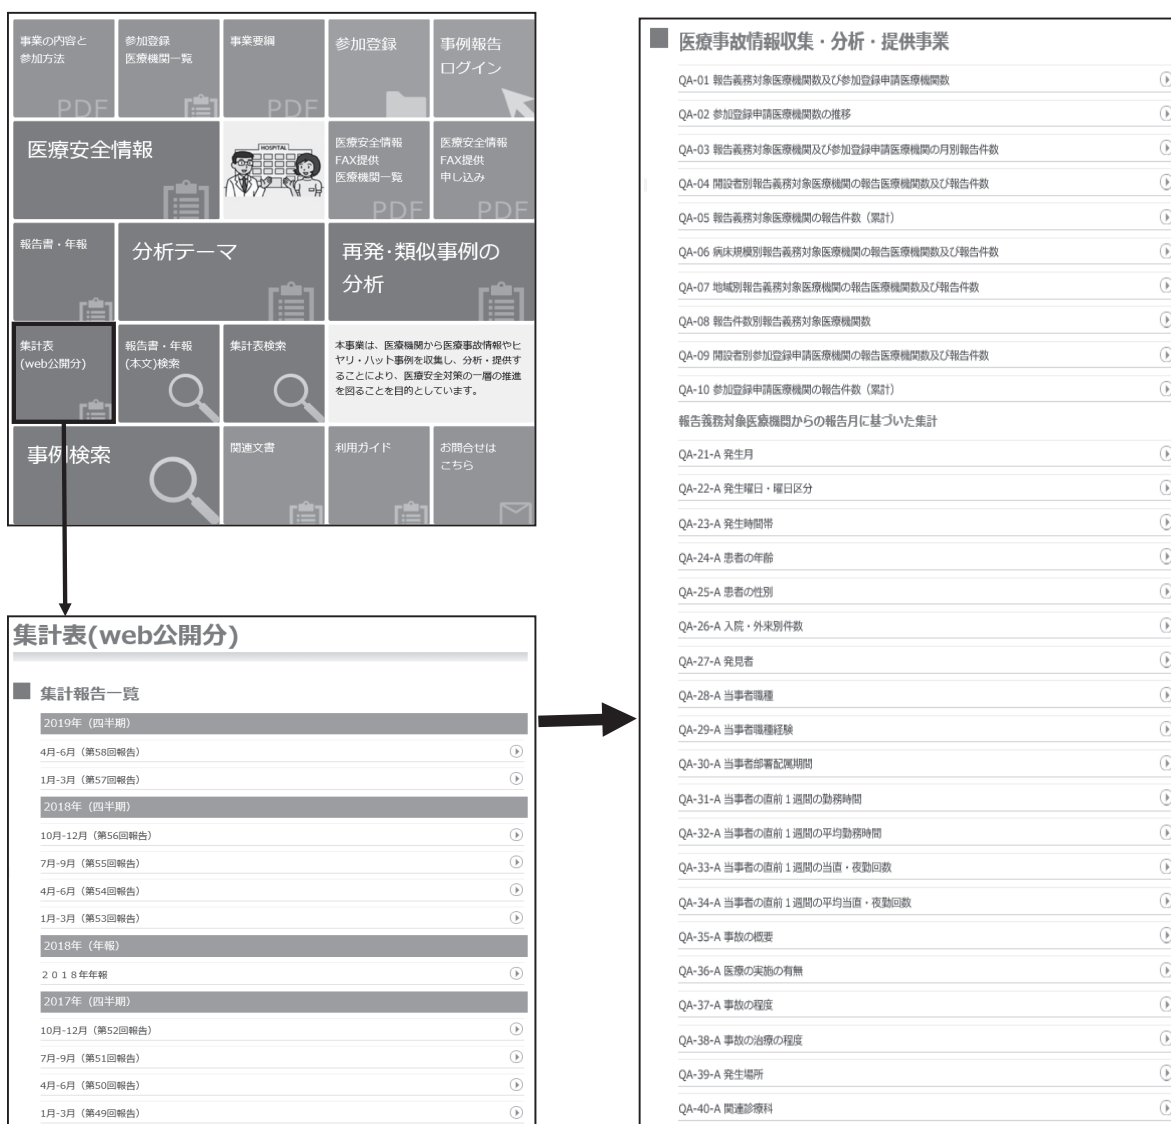 事業の内容と
参加方法
PDF
参加登録
医療機関一覧
事業要綱
PDF
参加登録
事例報告
ログイン
医療安全情報
HOSPITAL
医療安全情報
FAX提供
医療機関一覧
PDF
医療安全情報
FAX提供
申し込み
PDF
報告書・年報
分析テーマ
再発・類似事例の
分析
集計表
(web公開分)
報告書・年報
(本文)検索
集計表検索
本事業は、医療機関から医療事故情報やヒ
ヤリ・ハット事例を収集し、分析・提供す
ることにより、医療安全対策の一層の推進
を図ることを目的としています。
事例検索
関連文書
利用ガイド
お問合せは
こちら
集計表(web公開分)
集計報告一覧
2019年（四半期）
4月-6月（第58回報告）
1月-3月（第57回報告）
2018年（四半期）
10月-12月（第56回報告）
7月-9月（第55回報告）
4月-6月（第54回報告）
1月-3月（第53回報告）
2018年（年報）
２０１８年年報
2017年（四半期）
10月-12月（第52回報告）
7月-9月（第51回報告）
4月-6月（第50回報告）
1月-3月（第49回報告）
医療事故情報収集・分析・提供事業
QA-01 報告義務対象医療機関数及び参加登録申請医療機関数
QA-02 参加登録申請医療機関数の推移
QA-03 報告義務対象医療機関及び参加登録申請医療機関の月別報告件数
QA-04 開設者別報告義務対象医療機関の報告医療機関数及び報告件数
QA-05 報告義務対象医療機関の報告件数（累計）
QA-06 病床規模別報告義務対象医療機関の報告医療機関数及び報告件数
QA-07 地域別報告義務対象医療機関の報告医療機関数及び報告件数
QA-08 報告件数別報告義務対象医療機関数
QA-09 開設者別参加登録申請医療機関の報告医療機関数及び報告件数
QA-10 参加登録申請医療機関の報告件数（累計）
報告義務対象医療機関からの報告月に基づいた集計
QA-21-A 発生月
QA-22-A 発生曜日・曜日区分
QA-23-A 発生時間帯
QA-24-A 患者の年齢
QA-25-A 患者の性別
QA-26-A 入院・外来別件数
QA-27-A 発見者
QA-28-A 当事者職種
QA-29-A 当事者職種経験
QA-30-A 当事者部署配属期間
QA-31-A 当事者の直前１週間の勤務時間
QA-32-A 当事者の直前１週間の平均勤務時間
QA-33-A 当事者の直前１週間の当直・夜勤回数
QA-34-A 当事者の直前１週間の平均当直・夜勤回数
QA-35-A 事故の概要
QA-36-A 医療の実施の有無
QA-37-A 事故の程度
QA-38-A 事故の治療の程度
QA-39-A 発生場所
QA-40-A 関連診療科